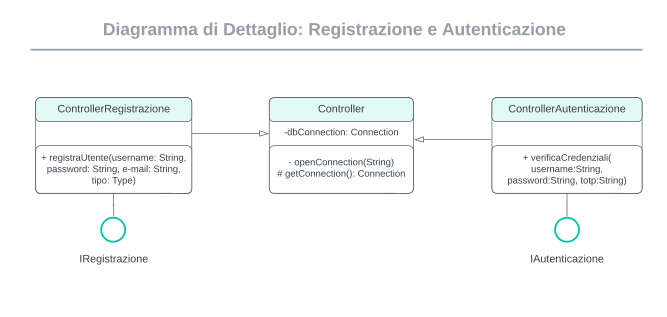 Diagramma di Dettaglio: Registrazione e Autenticazione
ControllerRegistrazione
+ registraUtente(username: String,
password: String, e-mail: String,
tipo: Type)
IRegistrazione
Controller
-dbConnection: Connection
- openConnection(String)
# getConnection(): Connection
ControllerAutenticazione
+ verificaCredenziali(
username:String,
password:String, totp:String)
IAutenticazione